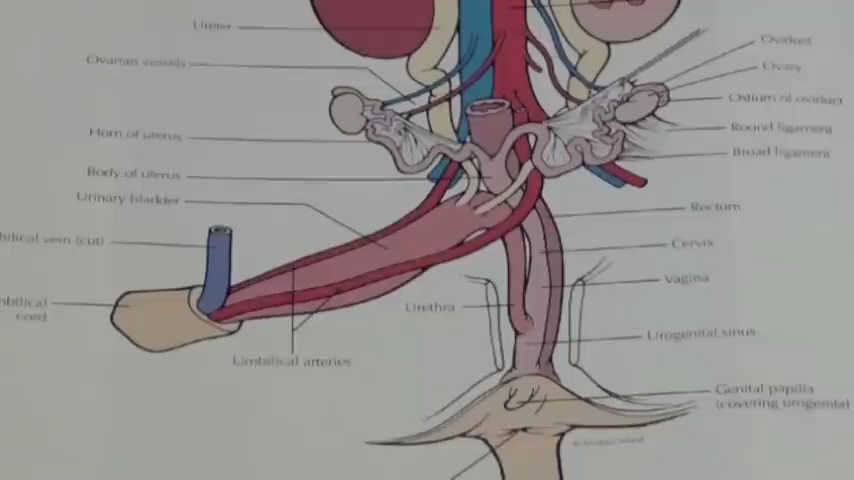 Ureter
Oviduct
Ovarian vessels
Ovary
Ostium of oviduct
Horn of uterus
Round ligament
Broad ligament
Body of uterus
Urinary bladder
Rectum
bilical vein (cut)
Cervix
Vagina
bilical
cord
Urethra
Urogenital sinus
Umbilical arteries
Genital papilla
(covering urogenital